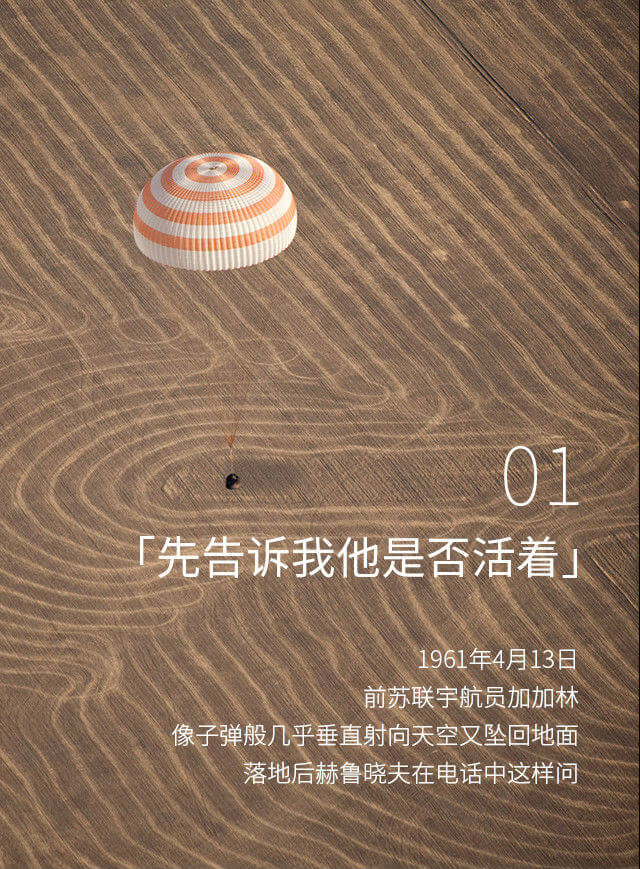 01
「先告诉我他是否活着」
1961年4月13日
前苏联宇航员加加林
像子弹般几乎垂直射向天空又坠回地面
落地后赫鲁晓夫在电话中这样问